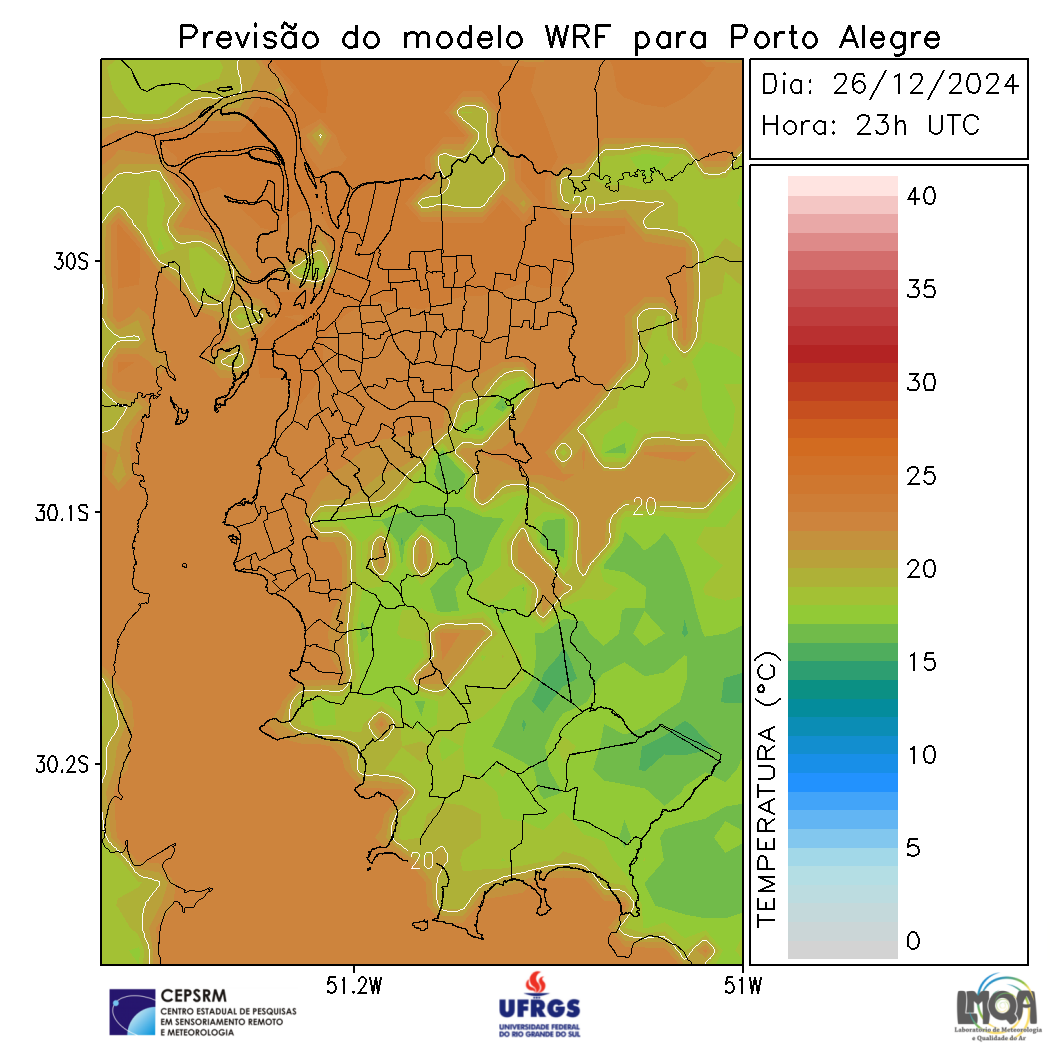 Previsão do modelo WRF para Porto Alegre
Dia: 26/12/2024
Hora: 23h UTC
30S
30.1S
30.2S
51.2W
51W
20
20
20
TEMPERATURA (°C)
40
35
30
25
20
15
10
5
0
CEPSRM
CENTRO ESTADUAL DE PESQUISAS
EM SENSORIAMENTO REMOTO
E METEOROLOGIA
UFRGS
UNIVERSIDADE FEDERAL
DO RIO GRANDE DO SUL
LMQA
Laboratório de Meteorologia
e Qualidade do Ar